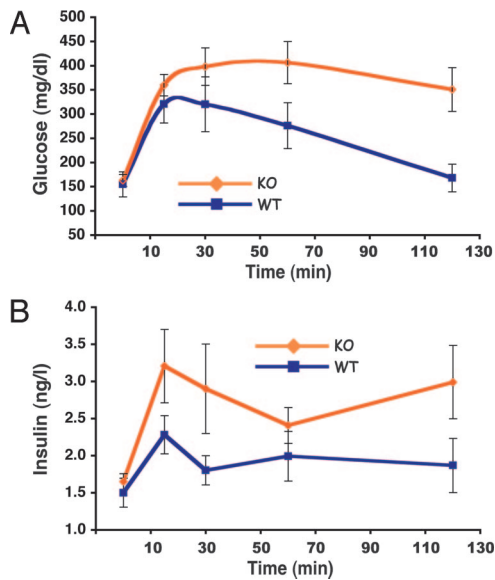 A
500
450
400
350
300
250
200
150
100
50
Glucose (mg/dl)
KO
WT
10 30 50 70 90 110 130
Time (min)
B
4.0
3.5
3.0
2.5
2.0
1.5
1.0
Insulin (ng/l)
KO
WT
10 30 50 70 90 110 130
Time (min)